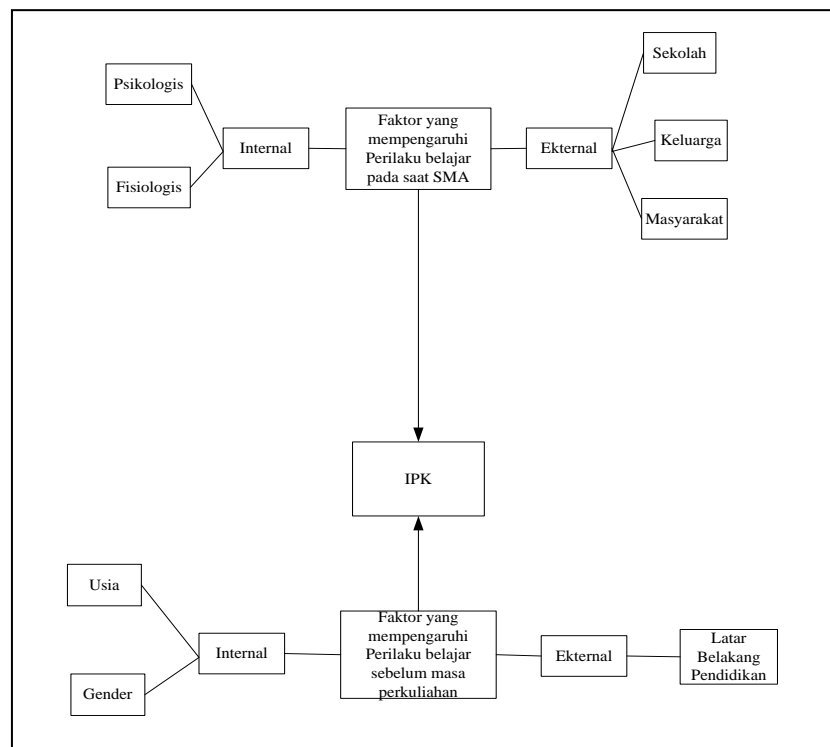 Sekolah
Psikologis
Faktor yang
mempengaruhi
Perilaku belajar
pada saat SMA
Internal
Ekternal
Keluarga
Fisiologis
Masyarakat
IPK
Usia
Faktor yang
mempengaruhi
Perilaku belajar
sebelum masa
perkuliahan
Internal
Ekternal
Latar
Belakang
Pendidikan
Gender